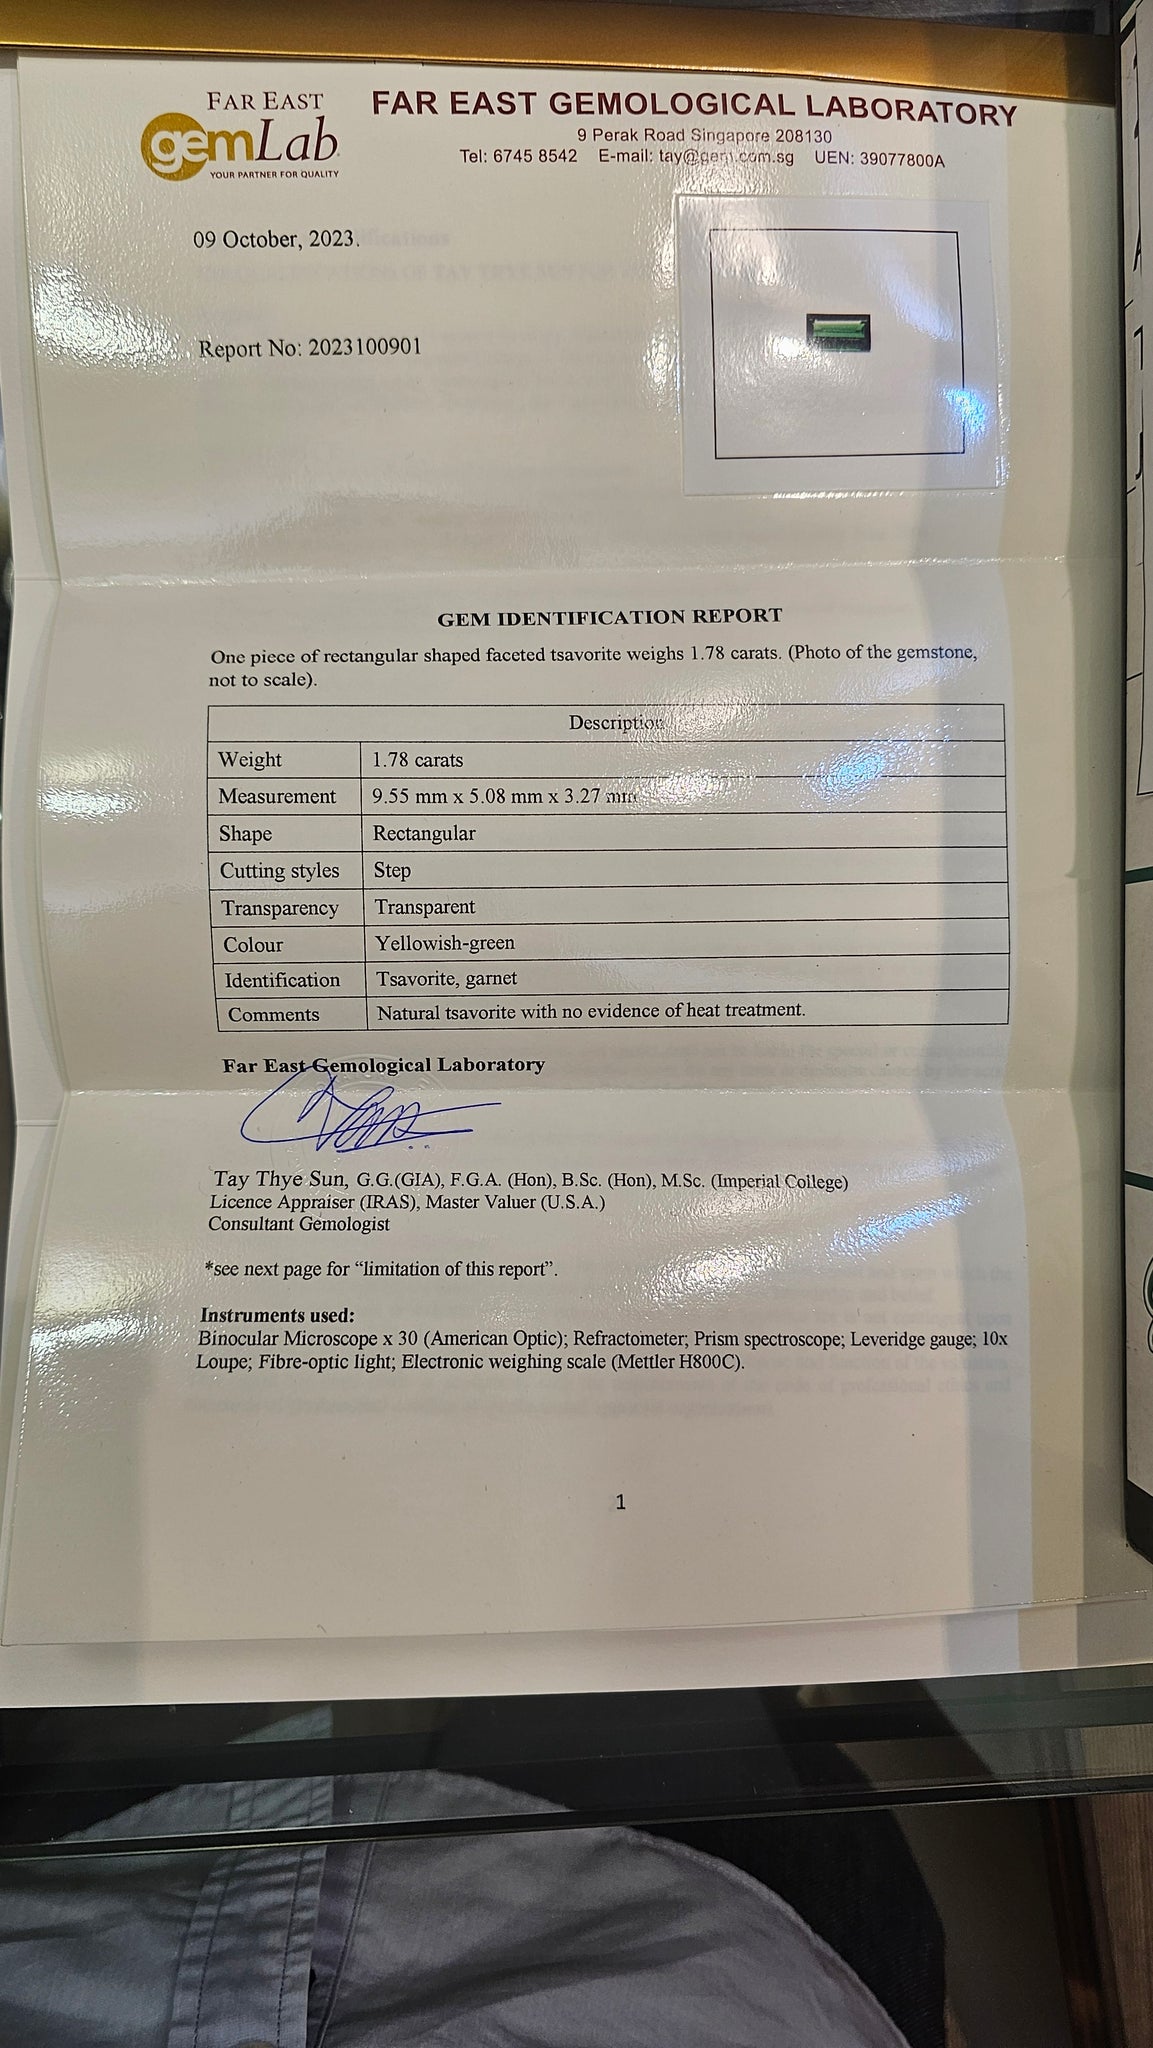 FAR EAST
gemLab
YOUR PARTNER FOR QUALITY
FAR EAST GEMOLOGICAL LABORATORY
9 Perak Road Singapore 208130
Tel: 6745 8542 E-mail: tay@gem.com.sg UEN: 39077800A
09 October, 2023.
Report No: 2023100901
GEM IDENTIFICATION REPORT
One piece of rectangular shaped faceted tsavorite weighs 1.78 carats. (Photo of the gemstone,
not to scale).
Description
Weight 1.78 carats
Measurement 9.55 mm x 5.08 mm x 3.27 mm
Shape Rectangular
Cutting styles Step
Transparency Transparent
Colour Yellowish-green
Identification Tsavorite, garnet
Comments Natural tsavorite with no evidence of heat treatment.
Far East Gemological Laboratory
Tay Thye Sun, G.G.(GIA), F.G.A. (Hon), B.Sc. (Hon), M.Sc. (Imperial College)
Licence Appraiser (IRAS), Master Valuer (U.S.A.)
Consultant Gemologist
*see next page for “limitation of this report”.
Instruments used:
Binocular Microscope x 30 (American Optic); Refractometer; Prism spectroscope; Leveridge gauge; 10x
Loupe; Fibre-optic light; Electronic weighing scale (Mettler H800C).
1